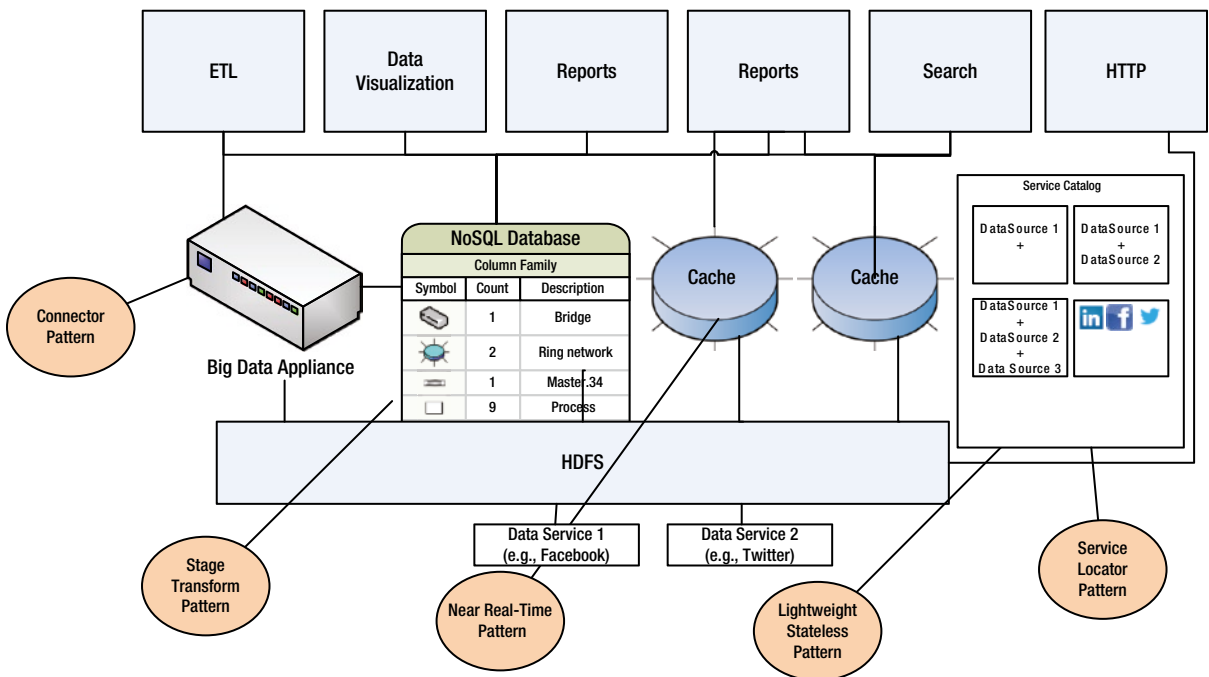 ETL
Data
Visualization
Reports
Reports
Search
HTTP
Service Catalog
DataSource 1
+
DataSource 1
+
DataSource 2
DataSource 1
+
DataSource 2
+
Data Source 3
in f
NoSQL Database
Column Family
Symbol Count Description
1 Bridge
2 Ring network
1 Master.34
9 Process
Cache
Cache
Connector
Pattern
Big Data Appliance
HDFS
Data Service 1
(e.g., Facebook)
Data Service 2
(e.g., Twitter)
Stage
Transform
Pattern
Near Real-Time
Pattern
Lightweight
Stateless
Pattern
Service
Locator
Pattern